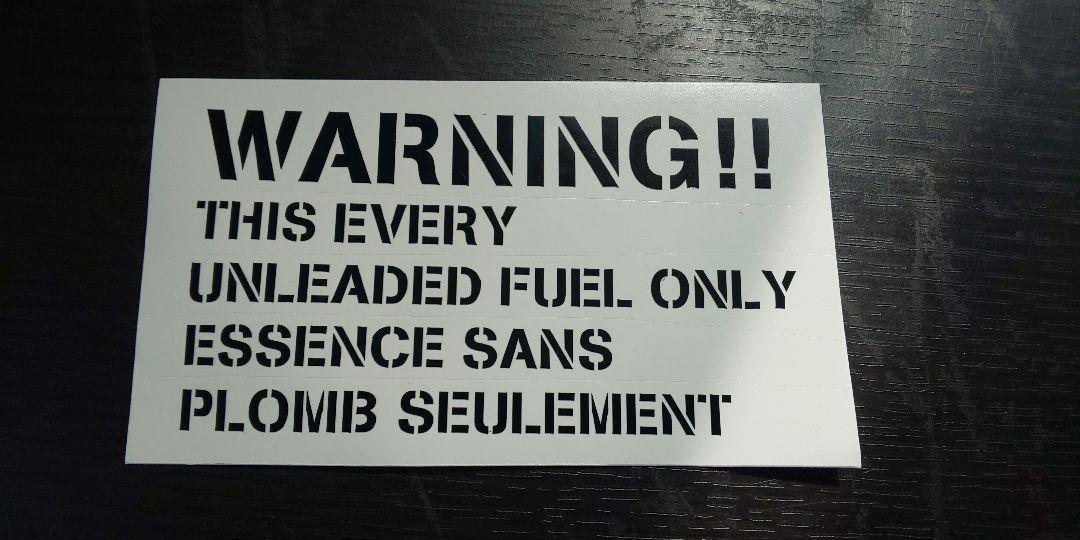 WARNING!!
THIS EVERY
UNLEADED FUEL ONLY
ESSENCE SANS
PLOMB SEULEMENT